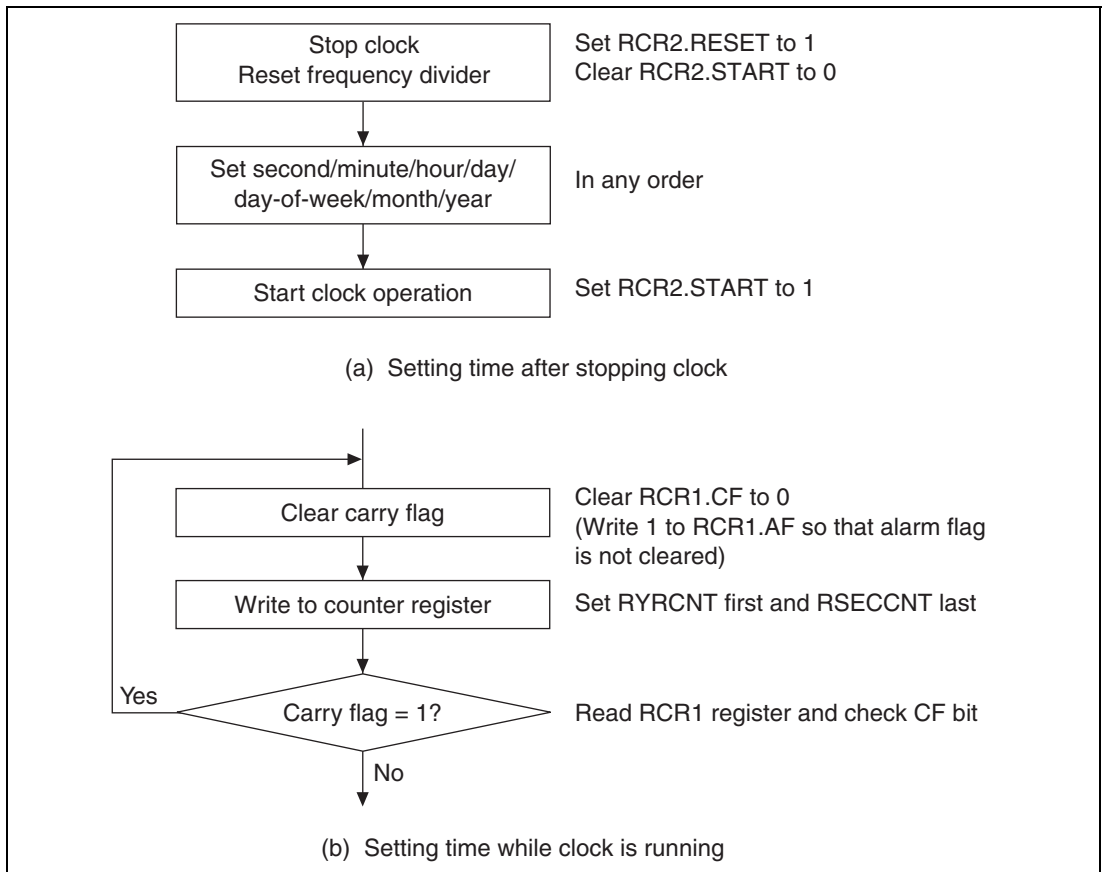 Stop clock
Reset frequency divider
Set RCR2.RESET to 1
Clear RCR2.START to 0
Set second/minute/hour/day/
day-of-week/month/year
In any order
Start clock operation
Set RCR2.START to 1
(a) Setting time after stopping clock
Clear carry flag
Clear RCR1.CF to 0
(Write 1 to RCR1.AF so that alarm flag
is not cleared)
Write to counter register
Set RYRCNT first and RSECCNT last
Yes
Carry flag = 1?
Read RCR1 register and check CF bit
No
(b) Setting time while clock is running